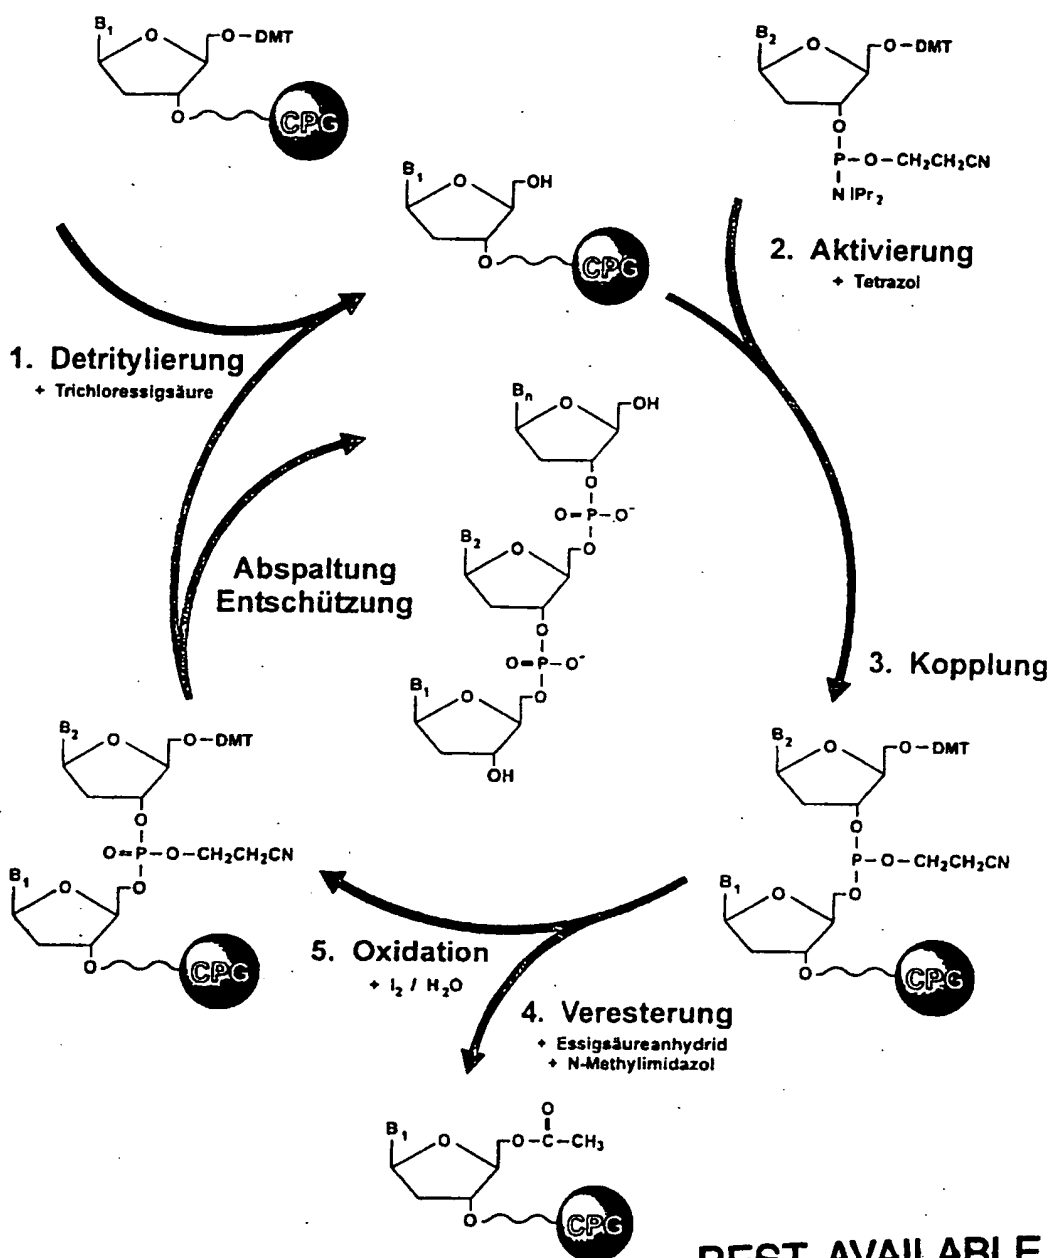 B1 O O–DMT
O CPG
B2 O O–DMT
O
P–O–CH2CH2CN
N IPr2
B1 O OH
O CPG
2. Aktivierung
+ Tetrazol
1. Detritylierung
+ Trichloressigsäure
Bn O OH
O
O=P–O-
B2 O O
Abspaltung
Entschützung
O
O=P–O-
B1 O O
OH
3. Kopplung
B2 O O–DMT
O
O=P–O–CH2CH2CN
B1 O O
O CPG
B2 O O–DMT
O
P–O–CH2CH2CN
B1 O O
O CPG
5. Oxidation
+ I2 / H2O
4. Veresterung
+ Essigsäureanhydrid
+ N-Methylimidazol
O
B1 O O–C–CH3
O CPG
BEST AVAILABLE